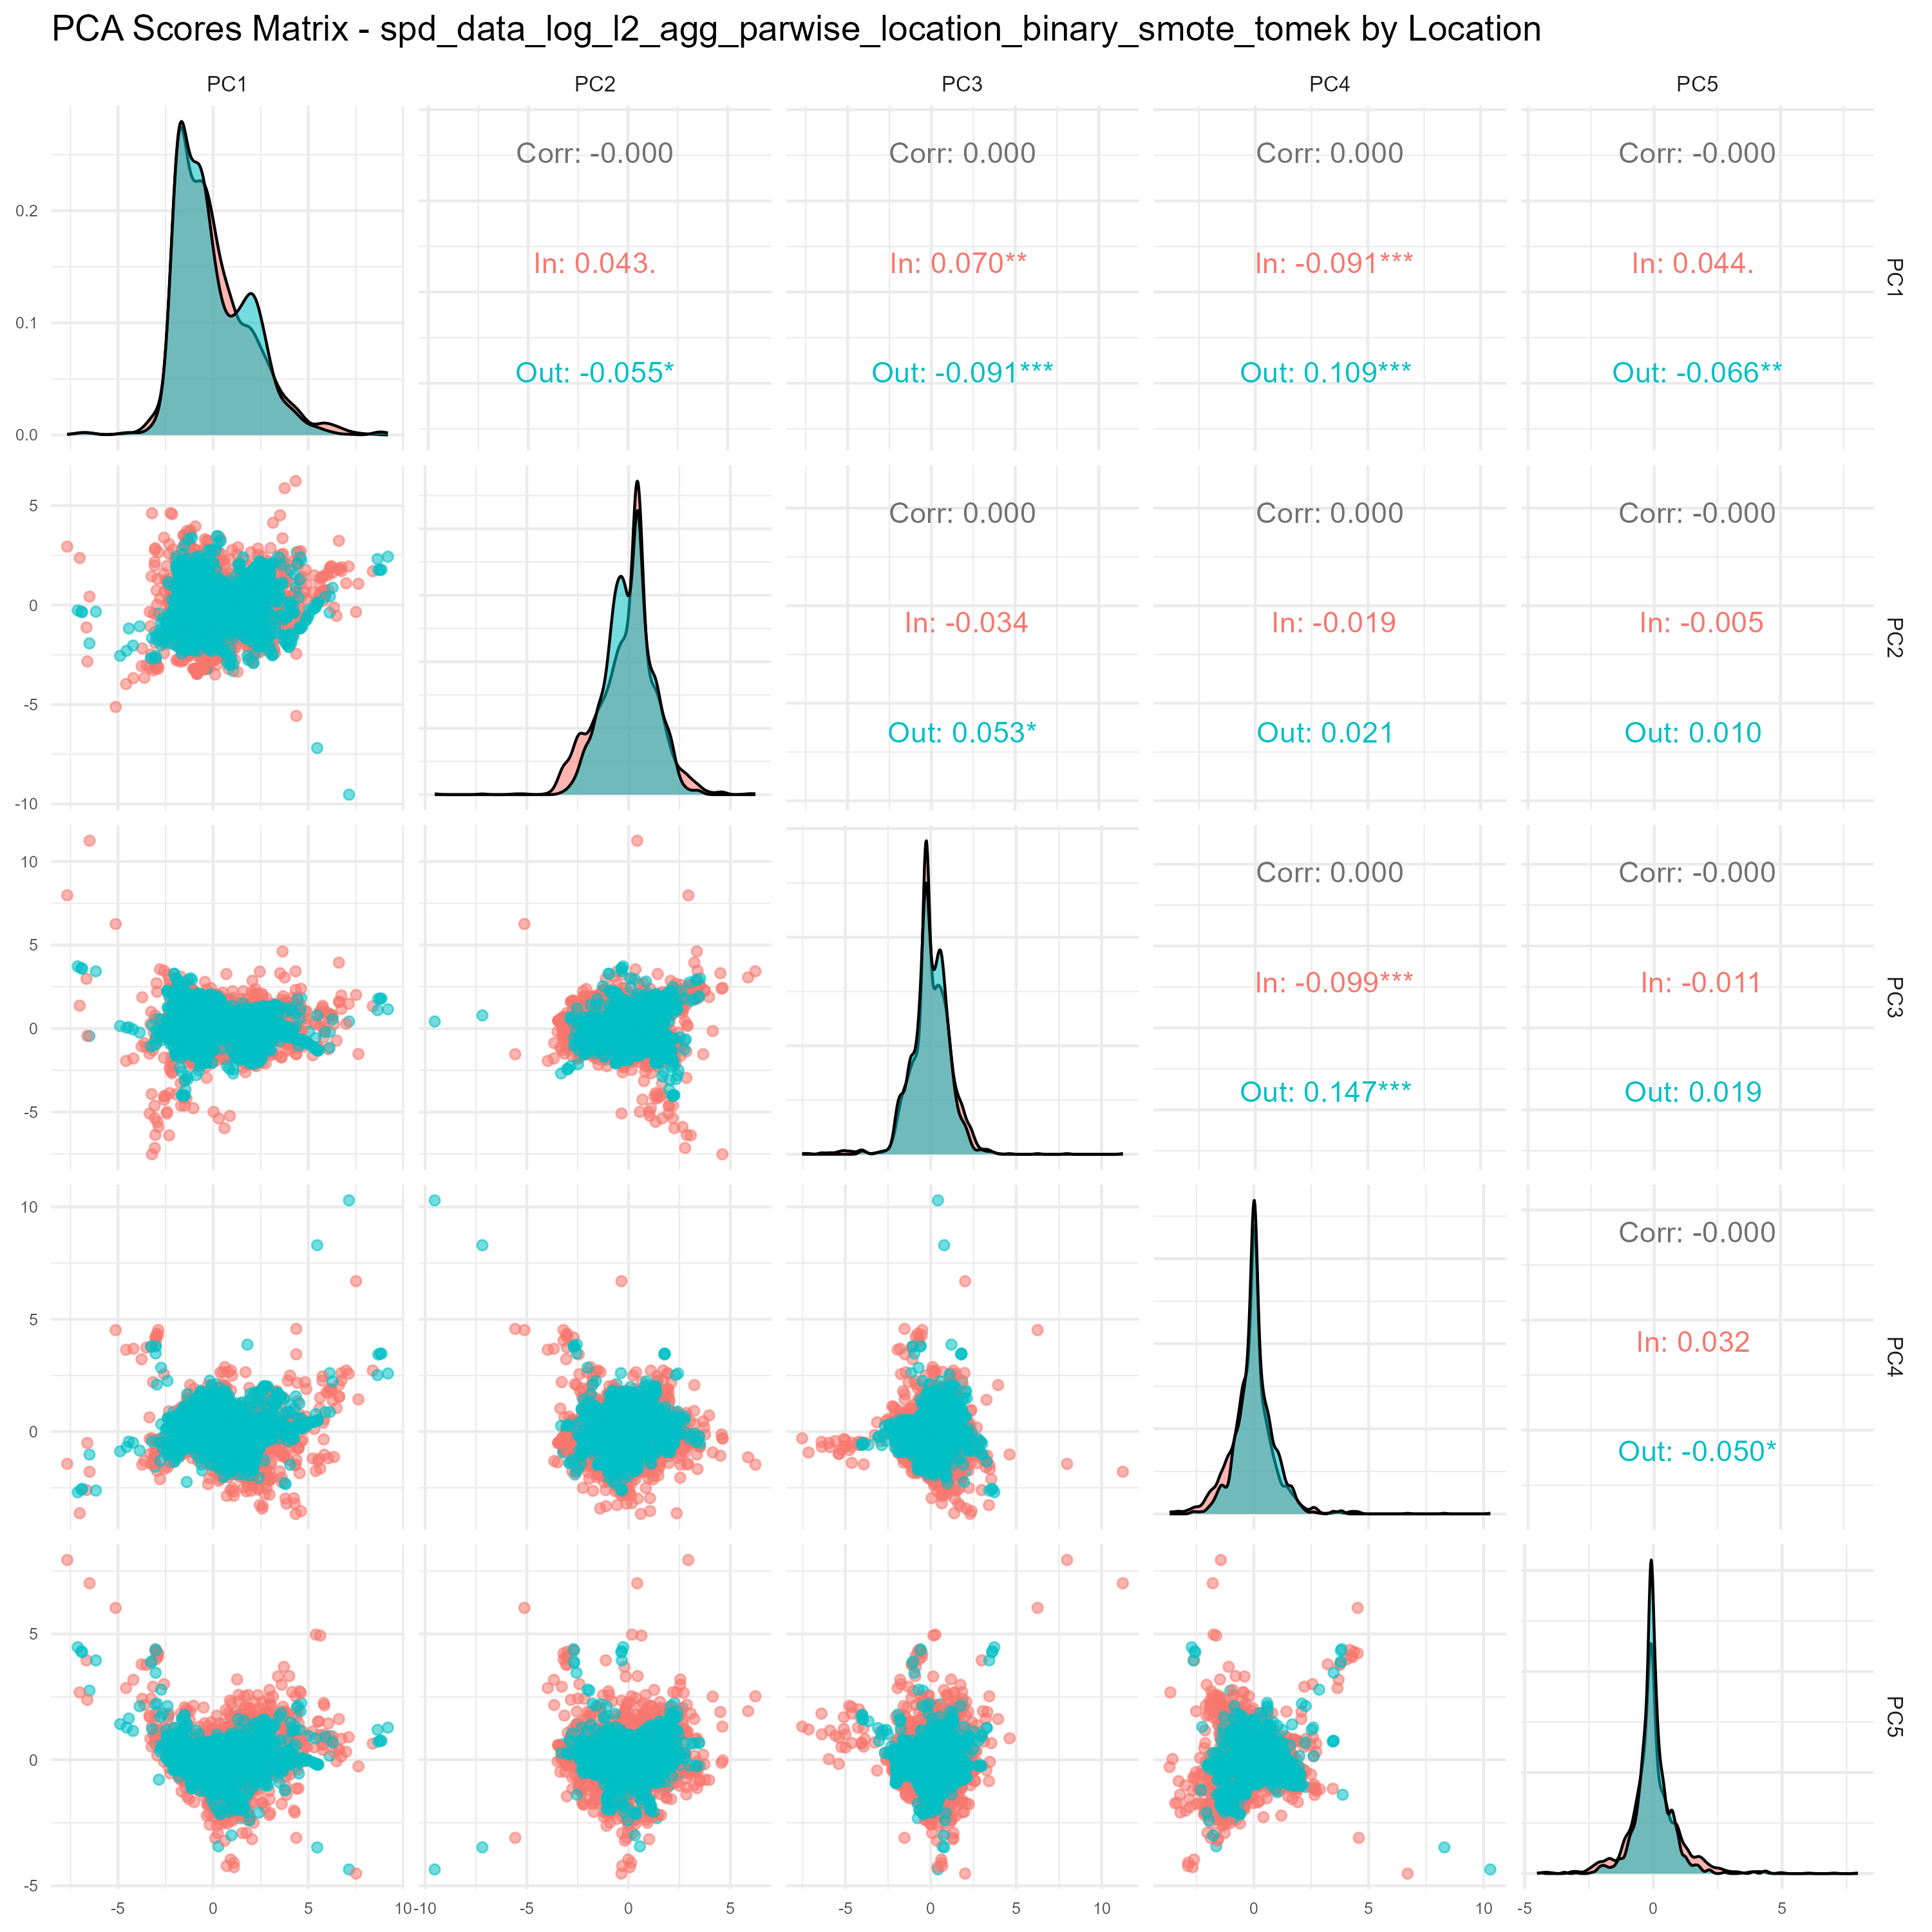 PCA Scores Matrix - spd_data_log_l2_agg_parwise_location_binary_smote_tomek by Location
PC1 PC2 PC3 PC4 PC5
Corr: -0.000 Corr: 0.000 Corr: 0.000 Corr: -0.000
0.2
In: 0.043. In: 0.070** In: -0.091*** In: 0.044. PC1
0.1
Out: -0.055* Out: -0.091*** Out: 0.109*** Out: -0.066**
0.0
5
Corr: 0.000 Corr: 0.000 Corr: -0.000
0
In: -0.034 In: -0.019 In: -0.005 PC2
-5
Out: 0.053* Out: 0.021 Out: 0.010
-10
10
Corr: 0.000 Corr: -0.000
5
In: -0.099*** In: -0.011 PC3
0
Out: 0.147*** Out: 0.019
-5
10
Corr: -0.000
5
In: 0.032 PC4
0
Out: -0.050*
5
PC5
0
-5
-5 0 5 10 -10 -5 0 5 -5 0 5 10 0 5 10 -5 0 5